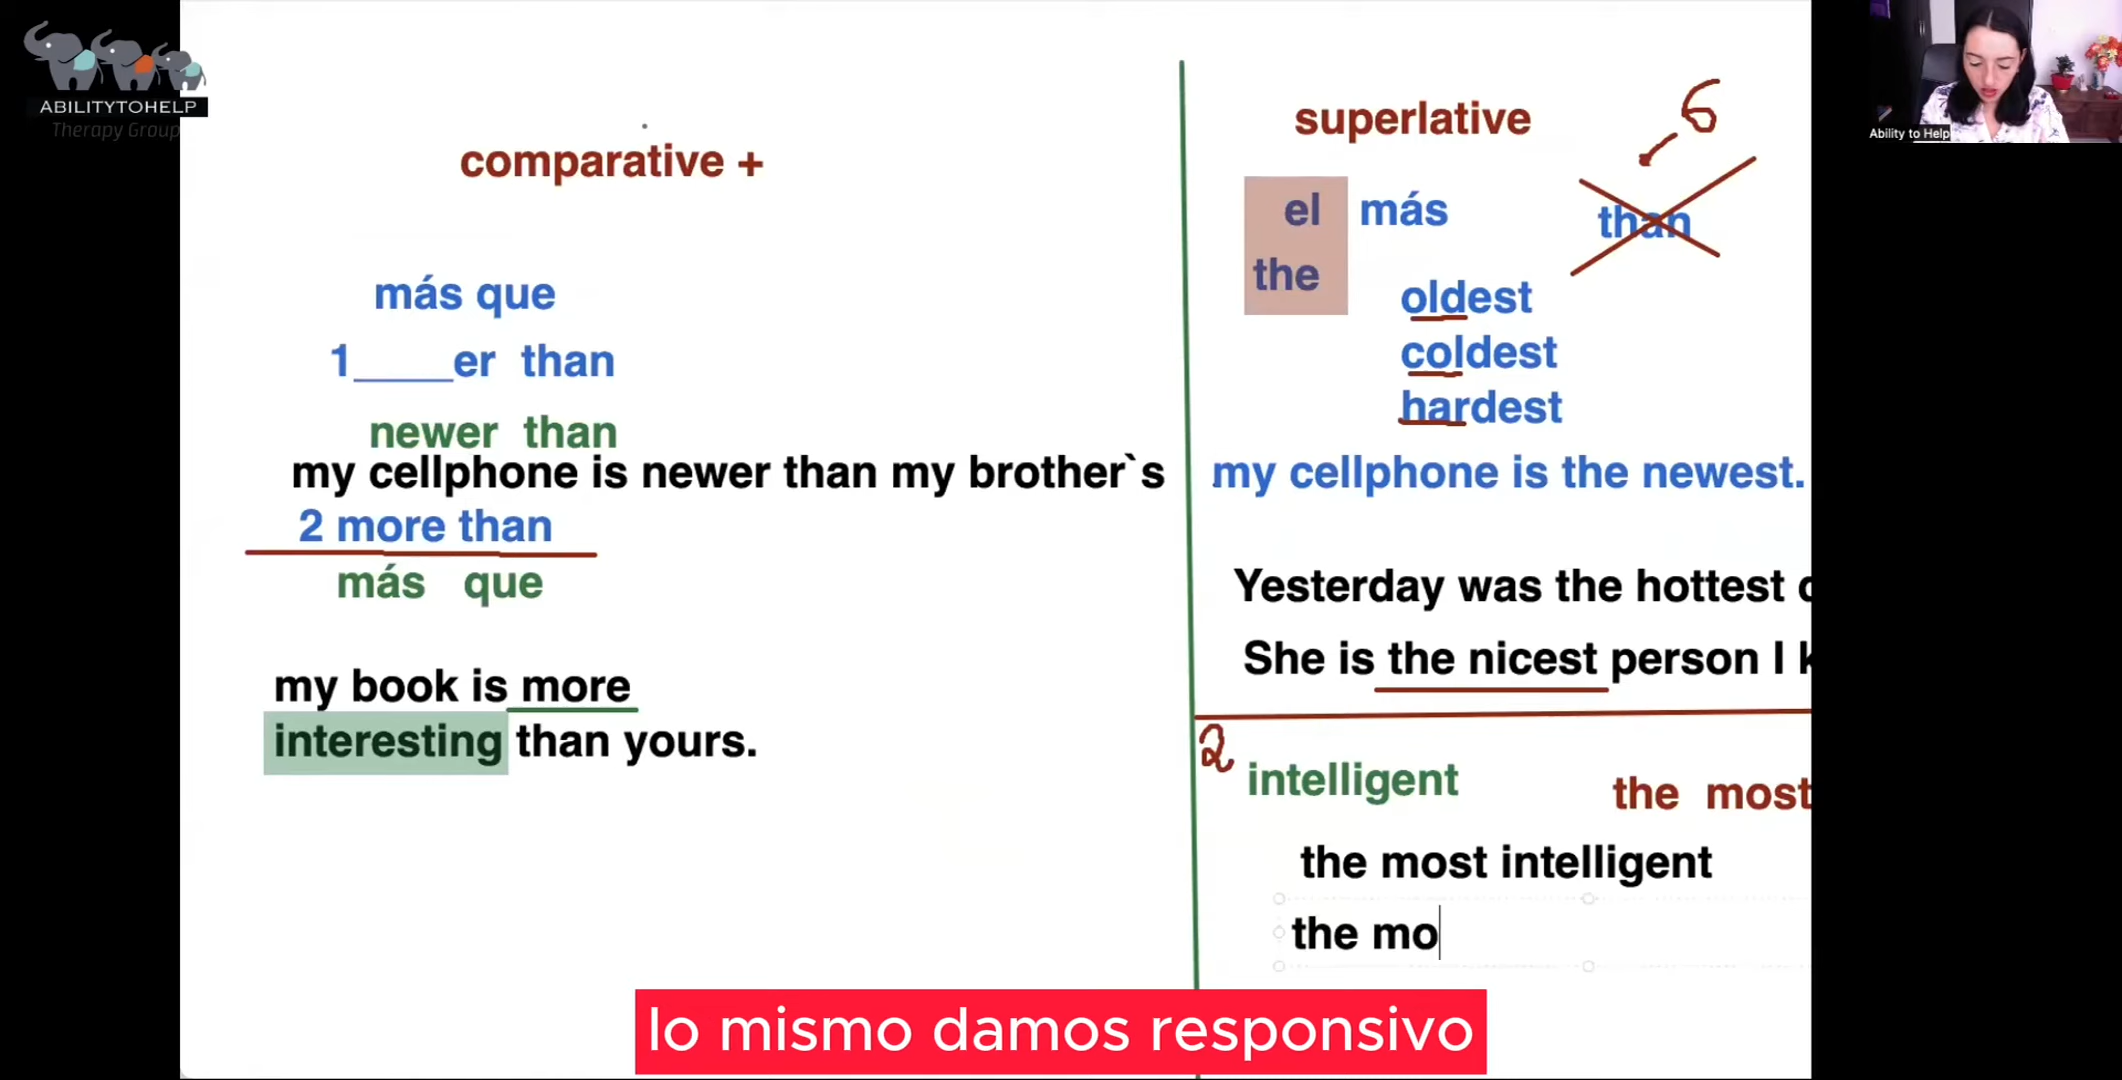 ABILITYTOHELP
Therapy Group
comparative +
más que
1____er than
newer than
my cellphone is newer than my brother`s
2 more than
más que
my book is more
interesting than yours.
superlative
6
el más
than
the
oldest
coldest
hardest
my cellphone is the newest.
Yesterday was the hottest
She is the nicest person I
2
intelligent
the most
the most intelligent
the mo
lo mismo damos responsivo
Ability to Help